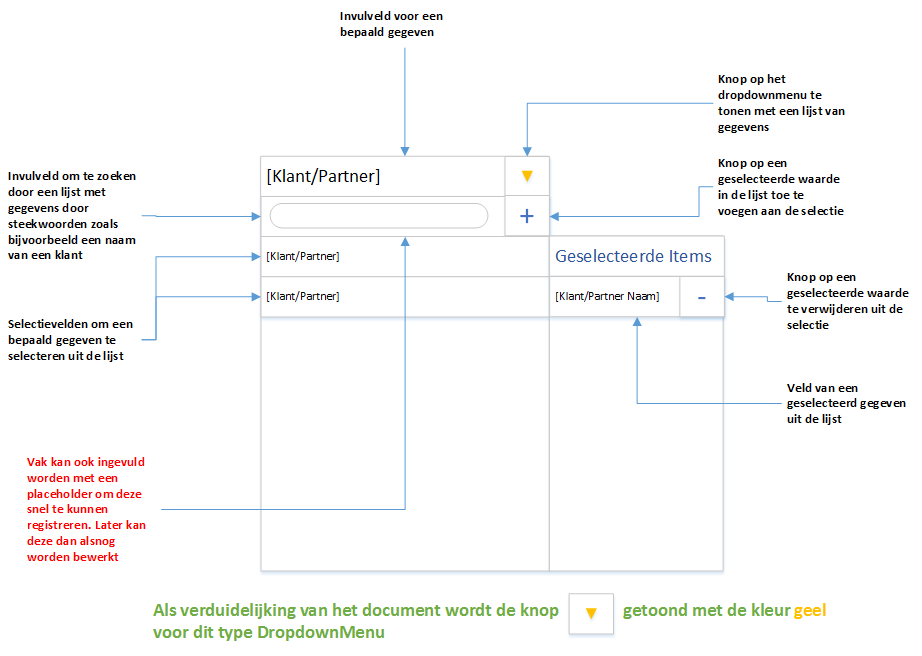 Invulveld voor een
bepaald gegeven
Knop op het
dropdownmenu te
tonen met een lijst van
gegevens
Invulveld om te zoeken
door een lijst met
gegevens door
steekwoorden zoals
bijvoorbeeld een naam
van een klant
[Klant/Partner]
▼
+
Knop op een
geselecteerde waarde
in de lijst toe te
voegen aan de selectie
[Klant/Partner]
Geselecteerde Items
[Klant/Partner]
[Klant/Partner Naam]
-
Knop op een
geselecteerde waarde
te verwijderen uit de
selectie
Selectievelden om een
bepaald gegeven te
selecteren uit de lijst
Veld van een
geselecteerd gegeven
uit de lijst
Vak kan ook ingevuld
worden met een
placeholder om deze
snel te kunnen
registreren. Later kan
deze dan alsnog
worden bewerkt
Als verduidelijking van het document wordt de knop ▼ getoond met de kleur geel
voor dit type DropdownMenu